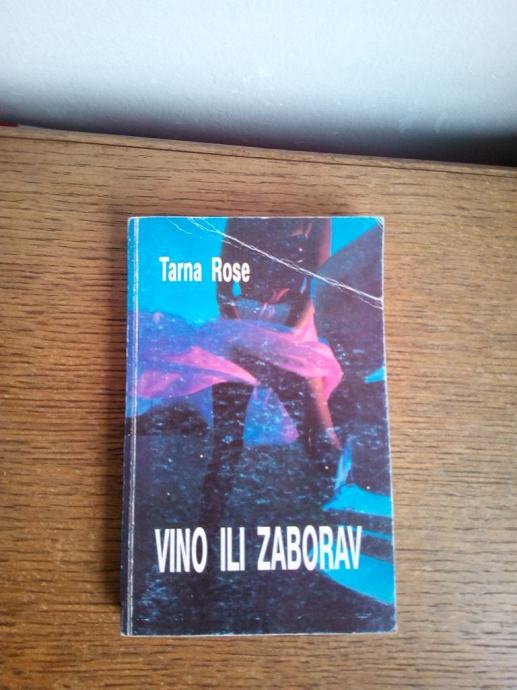 Tarna Rose
VINO ILI ZABORAV